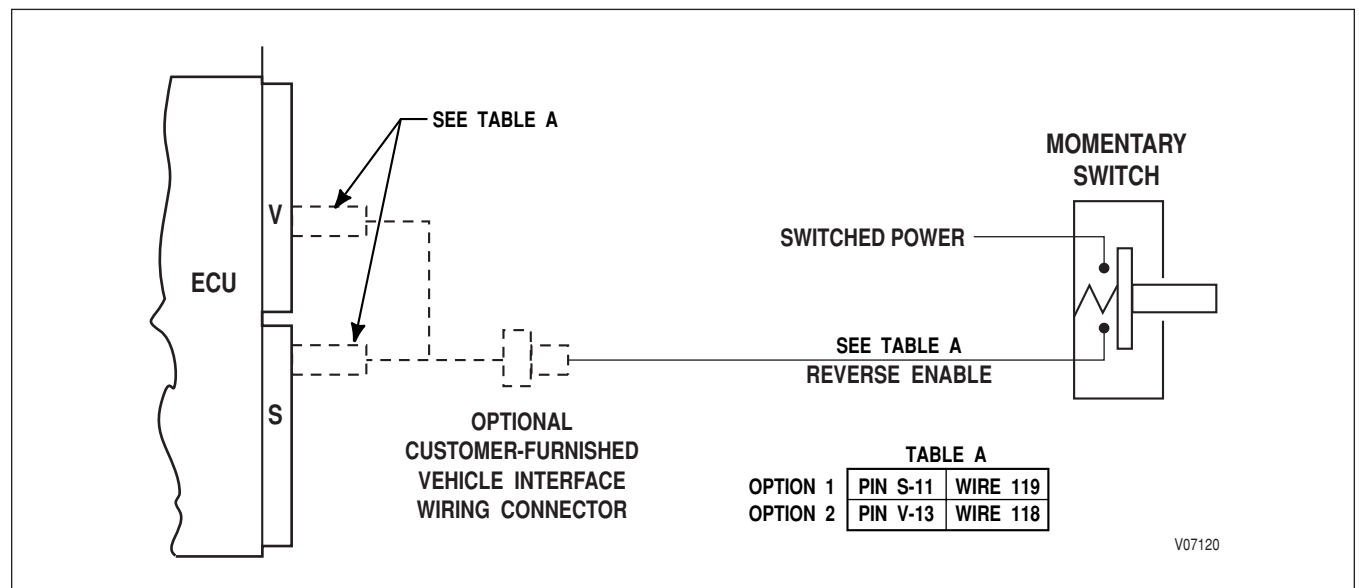 SEE TABLE A
MOMENTARY
SWITCH
V
SWITCHED POWER
ECU
SEE TABLE A
REVERSE ENABLE
S
OPTIONAL
CUSTOMER-FURNISHED
VEHICLE INTERFACE
WIRING CONNECTOR
TABLE A
OPTION 1 PIN S-11 WIRE 119
OPTION 2 PIN V-13 WIRE 118
V07120